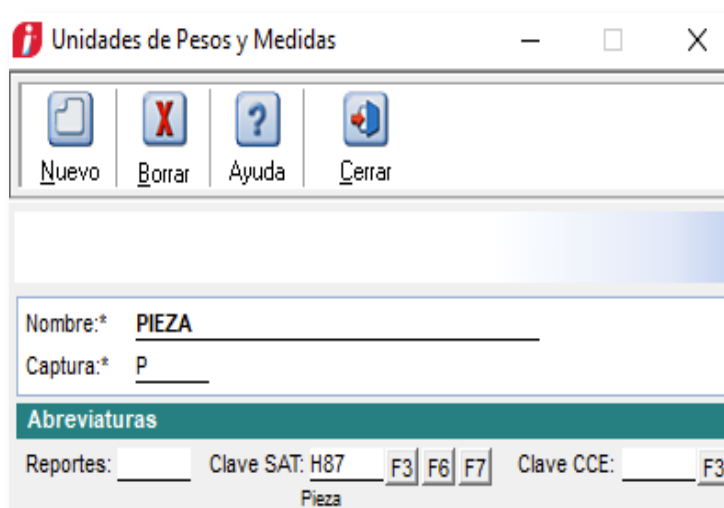 Unidades de Pesos y Medidas
Nuevo Borrar Ayuda Cerrar
Nombre:* PIEZA
Captura:* P
Abreviaturas
Reportes: Clave SAT: H87 F3 F6 F7 Clave CCE: F3
Pieza